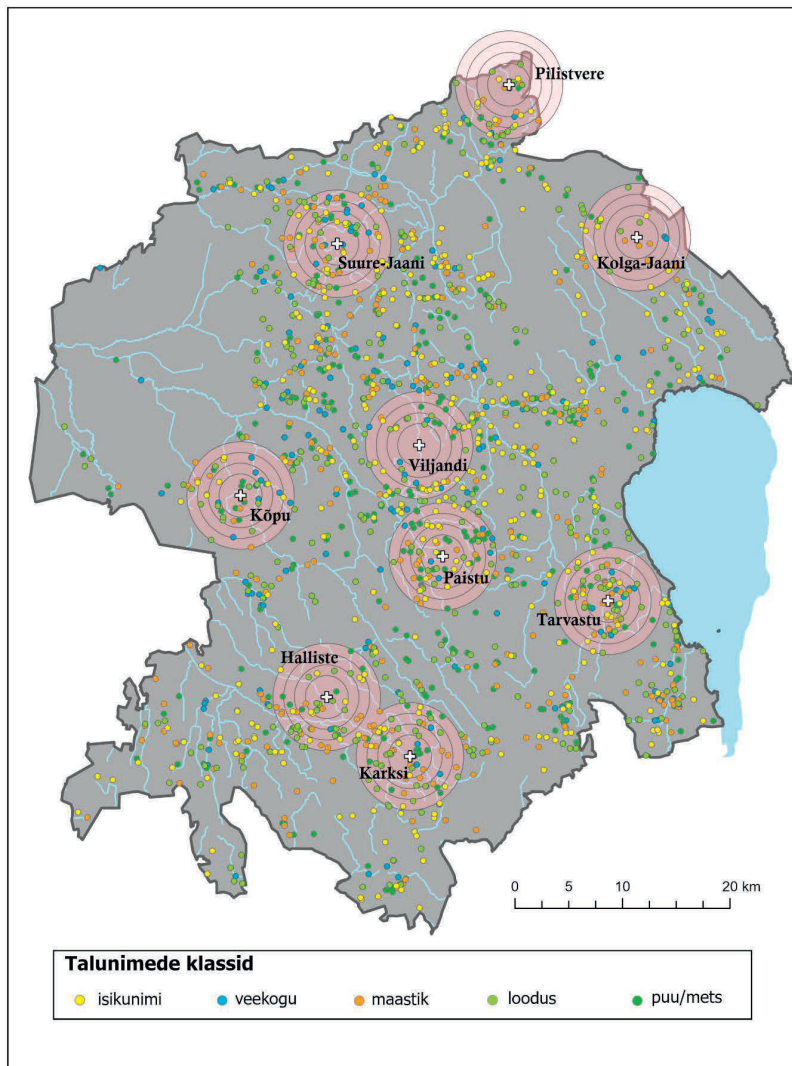 Pilistvere
Suure-Jaani
Kolga-Jaani
Viljandi
Kõpu
Paistu
Tarvastu
Halliste
Karksi
0 5 10 20 km
Talunimede klassid
isikunimi veekogu maastik loodus puu/mets